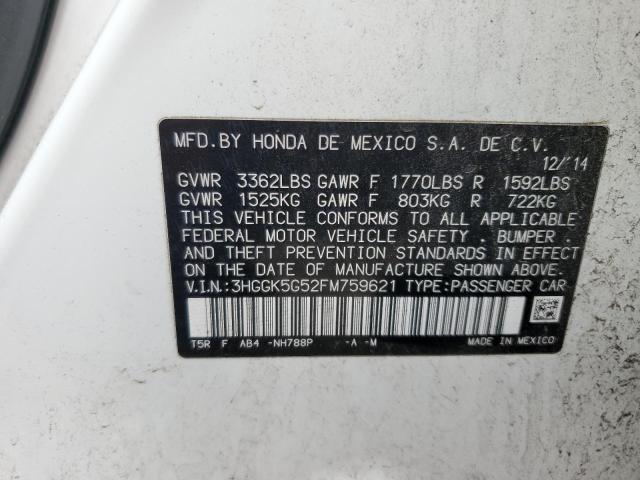 MFD.BY HONDA DE MEXICO S.A. DE C.V.
12/'14
GVWR 3362LBS GAWR F 1770LBS R 1592LBS
GVWR 1525KG GAWR F 803KG R 722KG
THIS VEHICLE CONFORMS TO ALL APPLICABLE
FEDERAL MOTOR VEHICLE SAFETY . BUMPER .
AND THEFT PREVENTION STANDARDS IN EFFECT
ON THE DATE OF MANUFACTURE SHOWN ABOVE.
V.I.N.:3HGGK5G52FM759621 TYPE:PASSENGER CAR
T5R F AB4 -NH788P -A -M MADE IN MEXICO